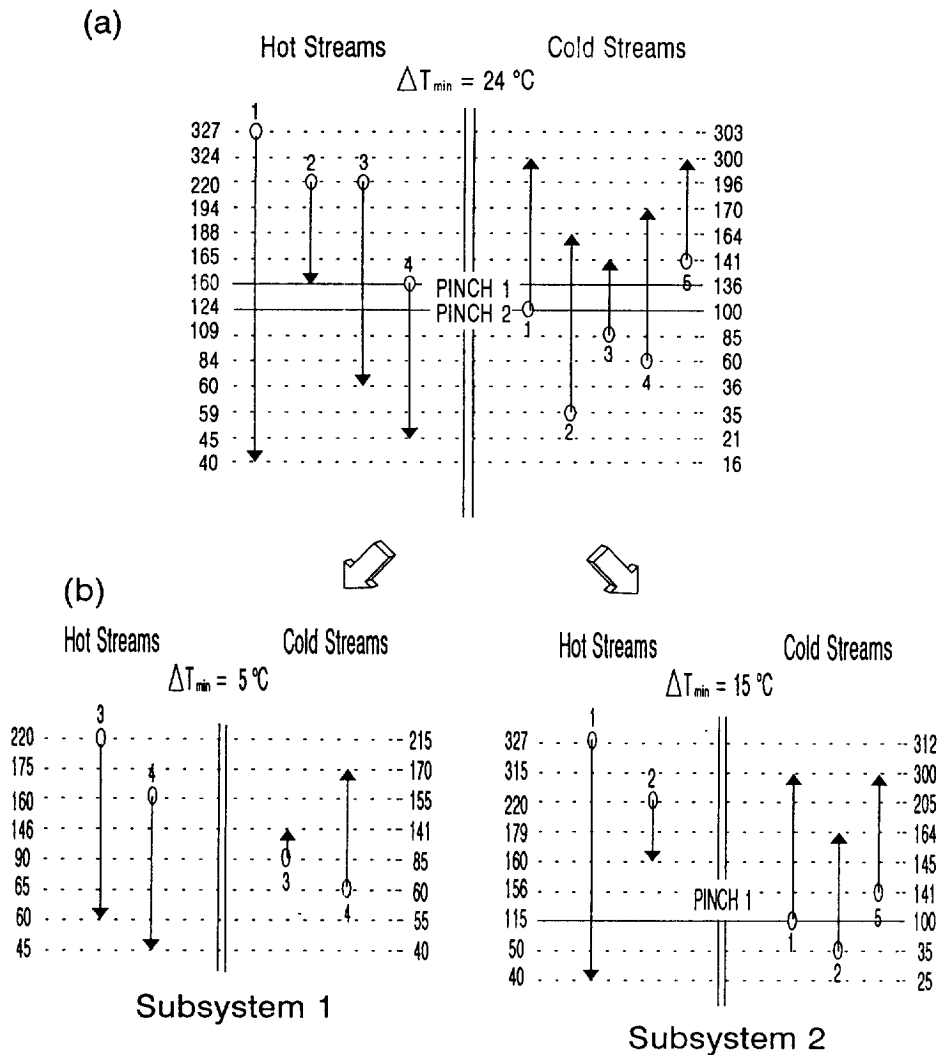 (a)
Hot Streams Cold Streams
ΔTmin = 24 °C
1
327 303
324 2 3 300
220 196
194 170
188 164
165 4 141
160 PINCH 1 5 136
124 PINCH 2 100
109 1 85
84 3 60
60 4 36
59 35
45 2 21
40 16
(b)
Hot Streams Cold Streams
ΔTmin = 5 °C
3
220 215
175 4 170
160 155
146 141
90 85
65 3 60
60 4 55
45 40
Subsystem 1
Hot Streams Cold Streams
ΔTmin = 15 °C
1
327 312
315 2 300
220 205
179 164
160 145
156 PINCH 1 141
115 5 100
50 1 35
40 2 25
Subsystem 2